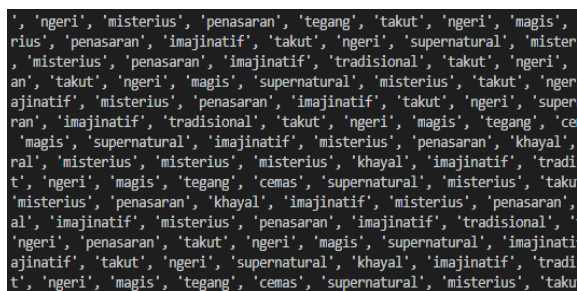 ', 'ngeri', 'misterius', 'penasaran', 'tegang', 'takut', 'ngeri', 'magis',
rius', 'penasaran', 'imajinatif', 'takut', 'ngeri', 'supernatural', 'mister
, 'misterius', 'penasaran', 'imajinatif', 'tradisional', 'takut', 'ngeri',
an', 'takut', 'ngeri', 'magis', 'supernatural', 'misterius', 'takut', 'nger
ajinatif', 'misterius', 'penasaran', 'imajinatif', 'takut', 'ngeri', 'super
ran', 'imajinatif', 'tradisional', 'takut', 'ngeri', 'magis', 'tegang', 'ce
'magis', 'supernatural', 'imajinatif', 'misterius', 'penasaran', 'khayal',
ral', 'misterius', 'misterius', 'misterius', 'khayal', 'imajinatif', 'tradi
t', 'ngeri', 'magis', 'tegang', 'cemas', 'supernatural', 'misterius', 'taku
'misterius', 'penasaran', 'khayal', 'imajinatif', 'misterius', 'penasaran',
al', 'imajinatif', 'misterius', 'penasaran', 'imajinatif', 'tradisional', '
'ngeri', 'penasaran', 'takut', 'ngeri', 'magis', 'supernatural', 'imajinati
ajinatif', 'takut', 'ngeri', 'supernatural', 'khayal', 'imajinatif', 'tradi
t', 'ngeri', 'magis', 'tegang', 'cemas', 'supernatural', 'misterius', 'taku